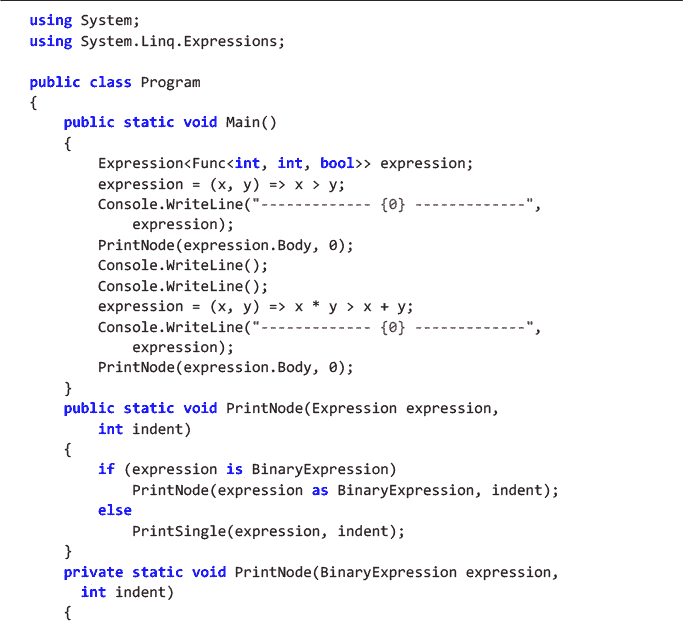 using System;
using System.Linq.Expressions;

public class Program
{
    public static void Main()
    {
        Expression<Func<int, int, bool>> expression;
        expression = (x, y) => x > y;
        Console.WriteLine("------------- {0} -------------",
            expression);
        PrintNode(expression.Body, 0);
        Console.WriteLine();
        Console.WriteLine();
        expression = (x, y) => x * y > x + y;
        Console.WriteLine("------------- {0} -------------",
            expression);
        PrintNode(expression.Body, 0);
    }
    public static void PrintNode(Expression expression,
        int indent)
    {
        if (expression is BinaryExpression)
            PrintNode(expression as BinaryExpression, indent);
        else
            PrintSingle(expression, indent);
    }
    private static void PrintNode(BinaryExpression expression,
      int indent)
    {